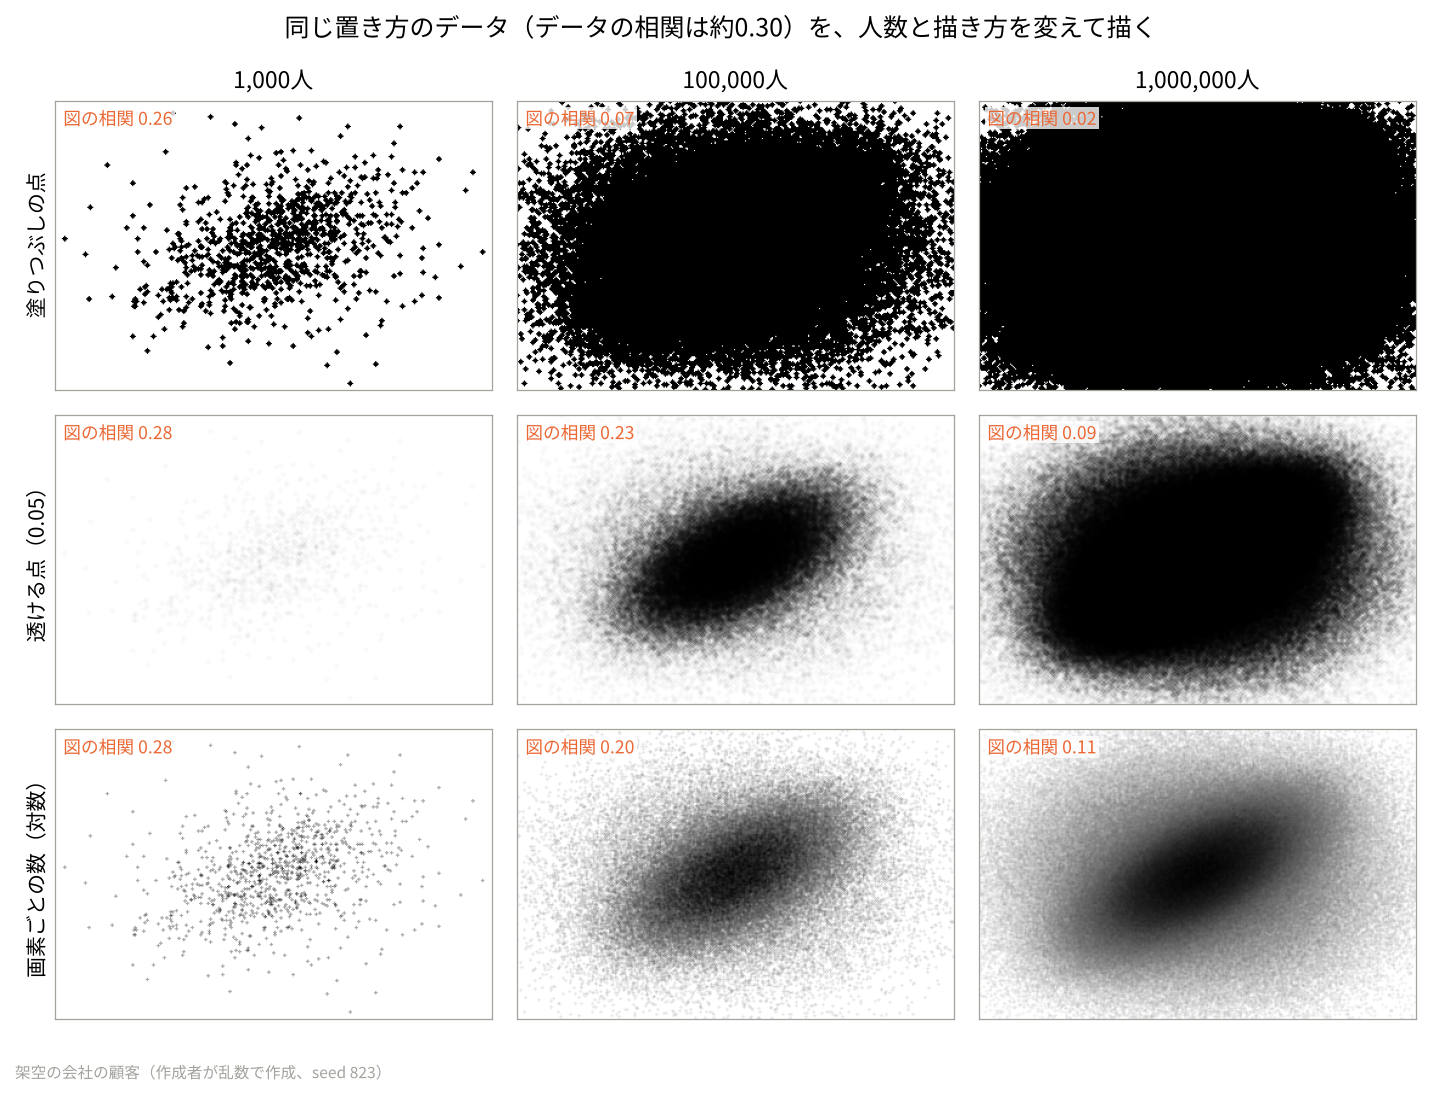 同じ置き方のデータ（データの相関は約0.30）を、人数と描き方を変えて描く
1,000人
100,000人
1,000,000人
塗りつぶしの点
図の相関 0.26
図の相関 0.07
図の相関 0.02
透ける点（0.05）
図の相関 0.28
図の相関 0.23
図の相関 0.09
画素ごとの数（対数）
図の相関 0.28
図の相関 0.20
図の相関 0.11
架空の会社の顧客（作成者が乱数で作成、seed 823）